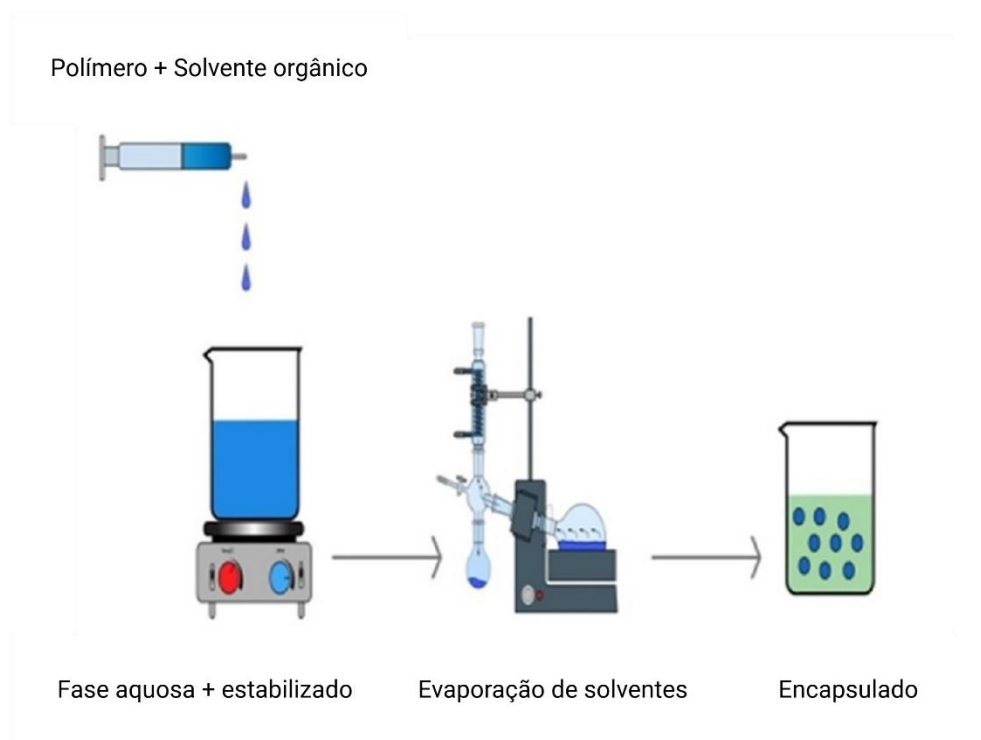 Polímero + Solvente orgânico
Fase aquosa + estabilizado
Evaporação de solventes
Encapsulado